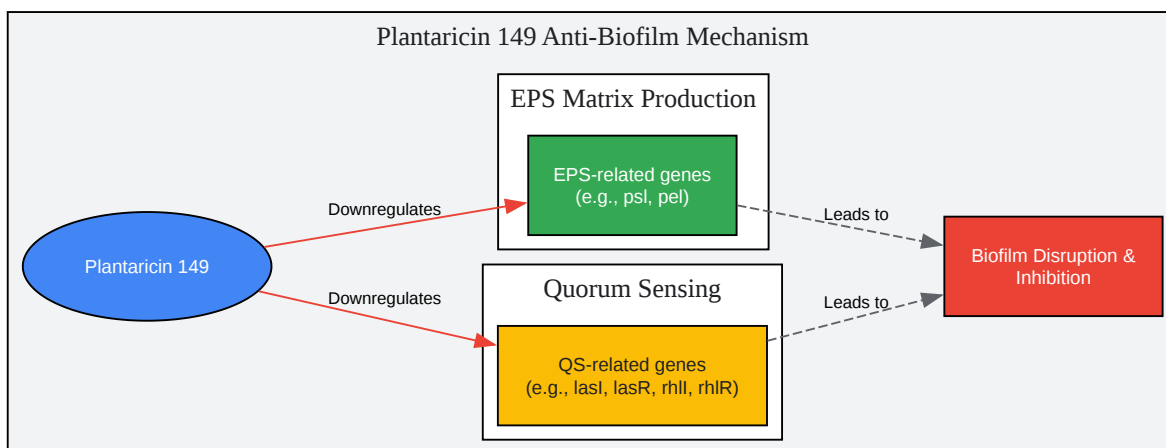 Plantaricin 149 Anti-Biofilm Mechanism
EPS Matrix Production
EPS-related genes
(e.g., psl, pel)
Downregulates
Leads to
Plantaricin 149
Biofilm Disruption &
Inhibition
Downregulates
Quorum Sensing
Leads to
QS-related genes
(e.g., lasI, lasR, rhlI, rhlR)